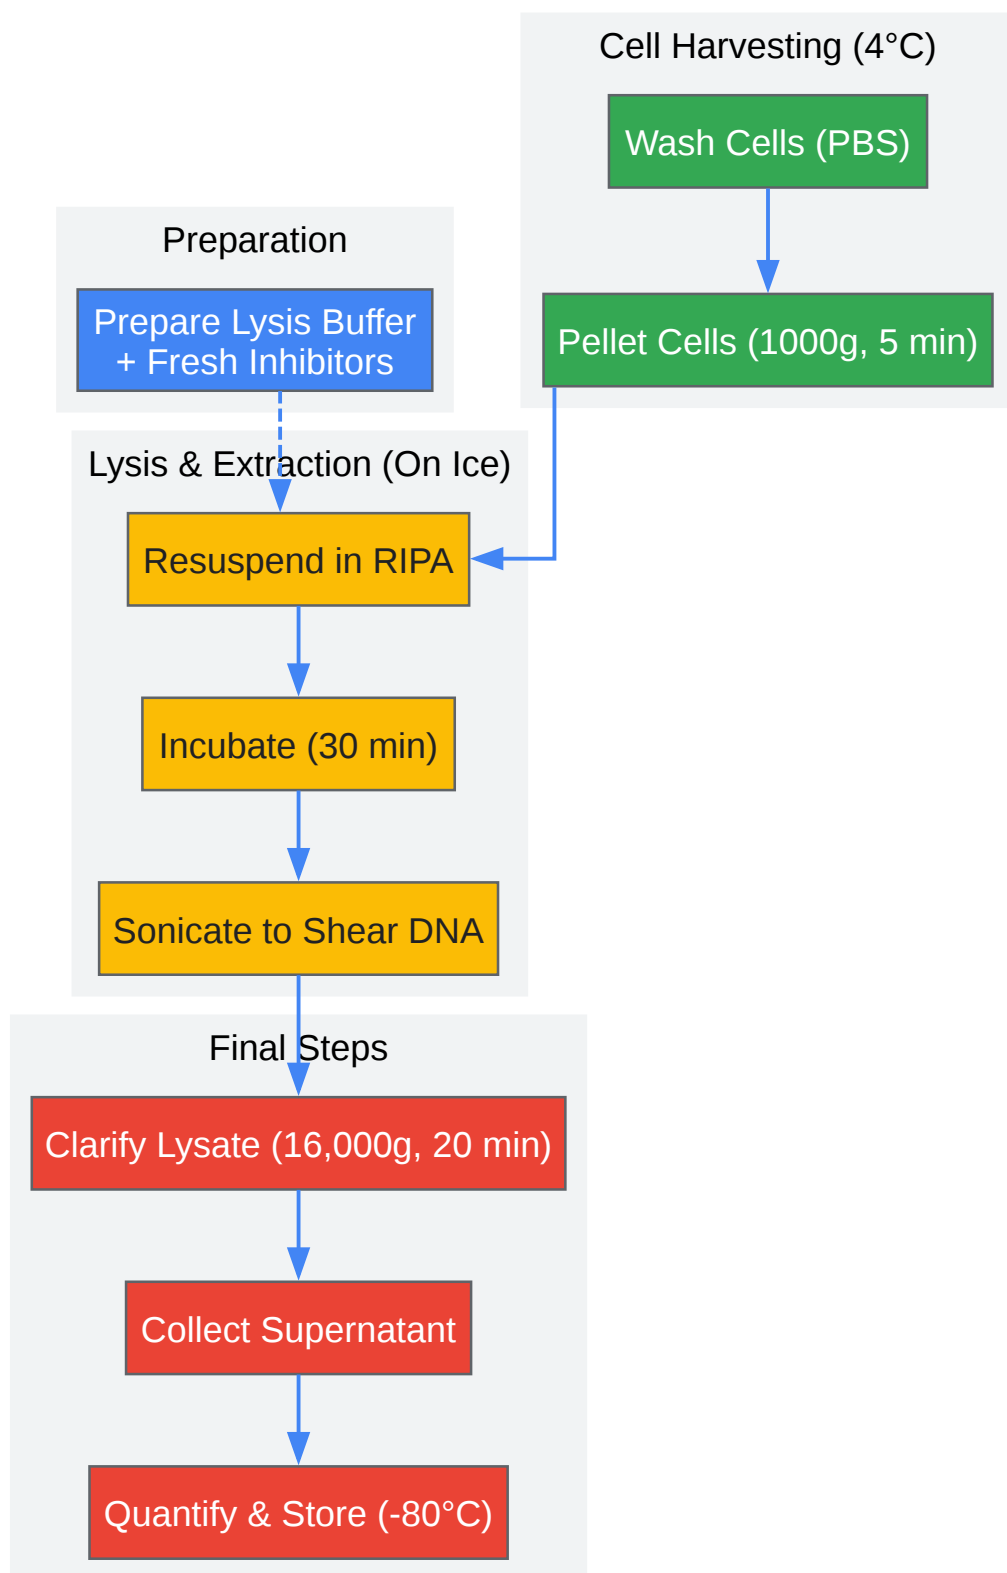 Cell Harvesting (4°C)
Wash Cells (PBS)
Pellet Cells (1000g, 5 min)
Preparation
Prepare Lysis Buffer
+ Fresh Inhibitors
Lysis & Extraction (On Ice)
Resuspend in RIPA
Incubate (30 min)
Sonicate to Shear DNA
Final Steps
Clarify Lysate (16,000g, 20 min)
Collect Supernatant
Quantify & Store (-80°C)